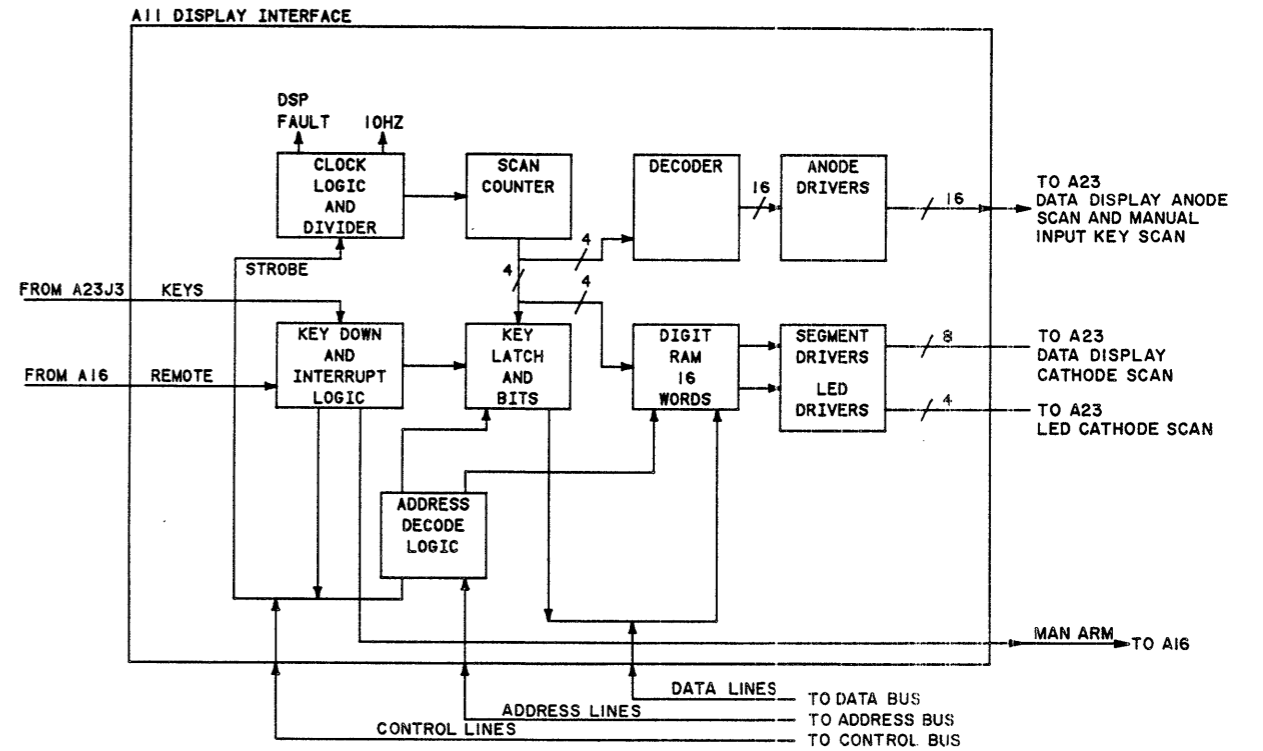 A11 DISPLAY INTERFACE
DSP
FAULT
10HZ
CLOCK
LOGIC
AND
DIVIDER
SCAN
COUNTER
DECODER
16
ANODE
DRIVERS
16
TO A23
DATA DISPLAY ANODE
SCAN AND MANUAL
INPUT KEY SCAN
STROBE
4
4
4
FROM A23J3
KEYS
KEY DOWN
AND
INTERRUPT
LOGIC
KEY
LATCH
AND
BITS
DIGIT
RAM
16
WORDS
SEGMENT
DRIVERS
LED
DRIVERS
8
TO A23
DATA DISPLAY
CATHODE SCAN
FROM A16
REMOTE
4
TO A23
LED CATHODE SCAN
ADDRESS
DECODE
LOGIC
MAN ARM
TO A16
DATA LINES
TO DATA BUS
ADDRESS LINES
TO ADDRESS BUS
CONTROL LINES
TO CONTROL BUS